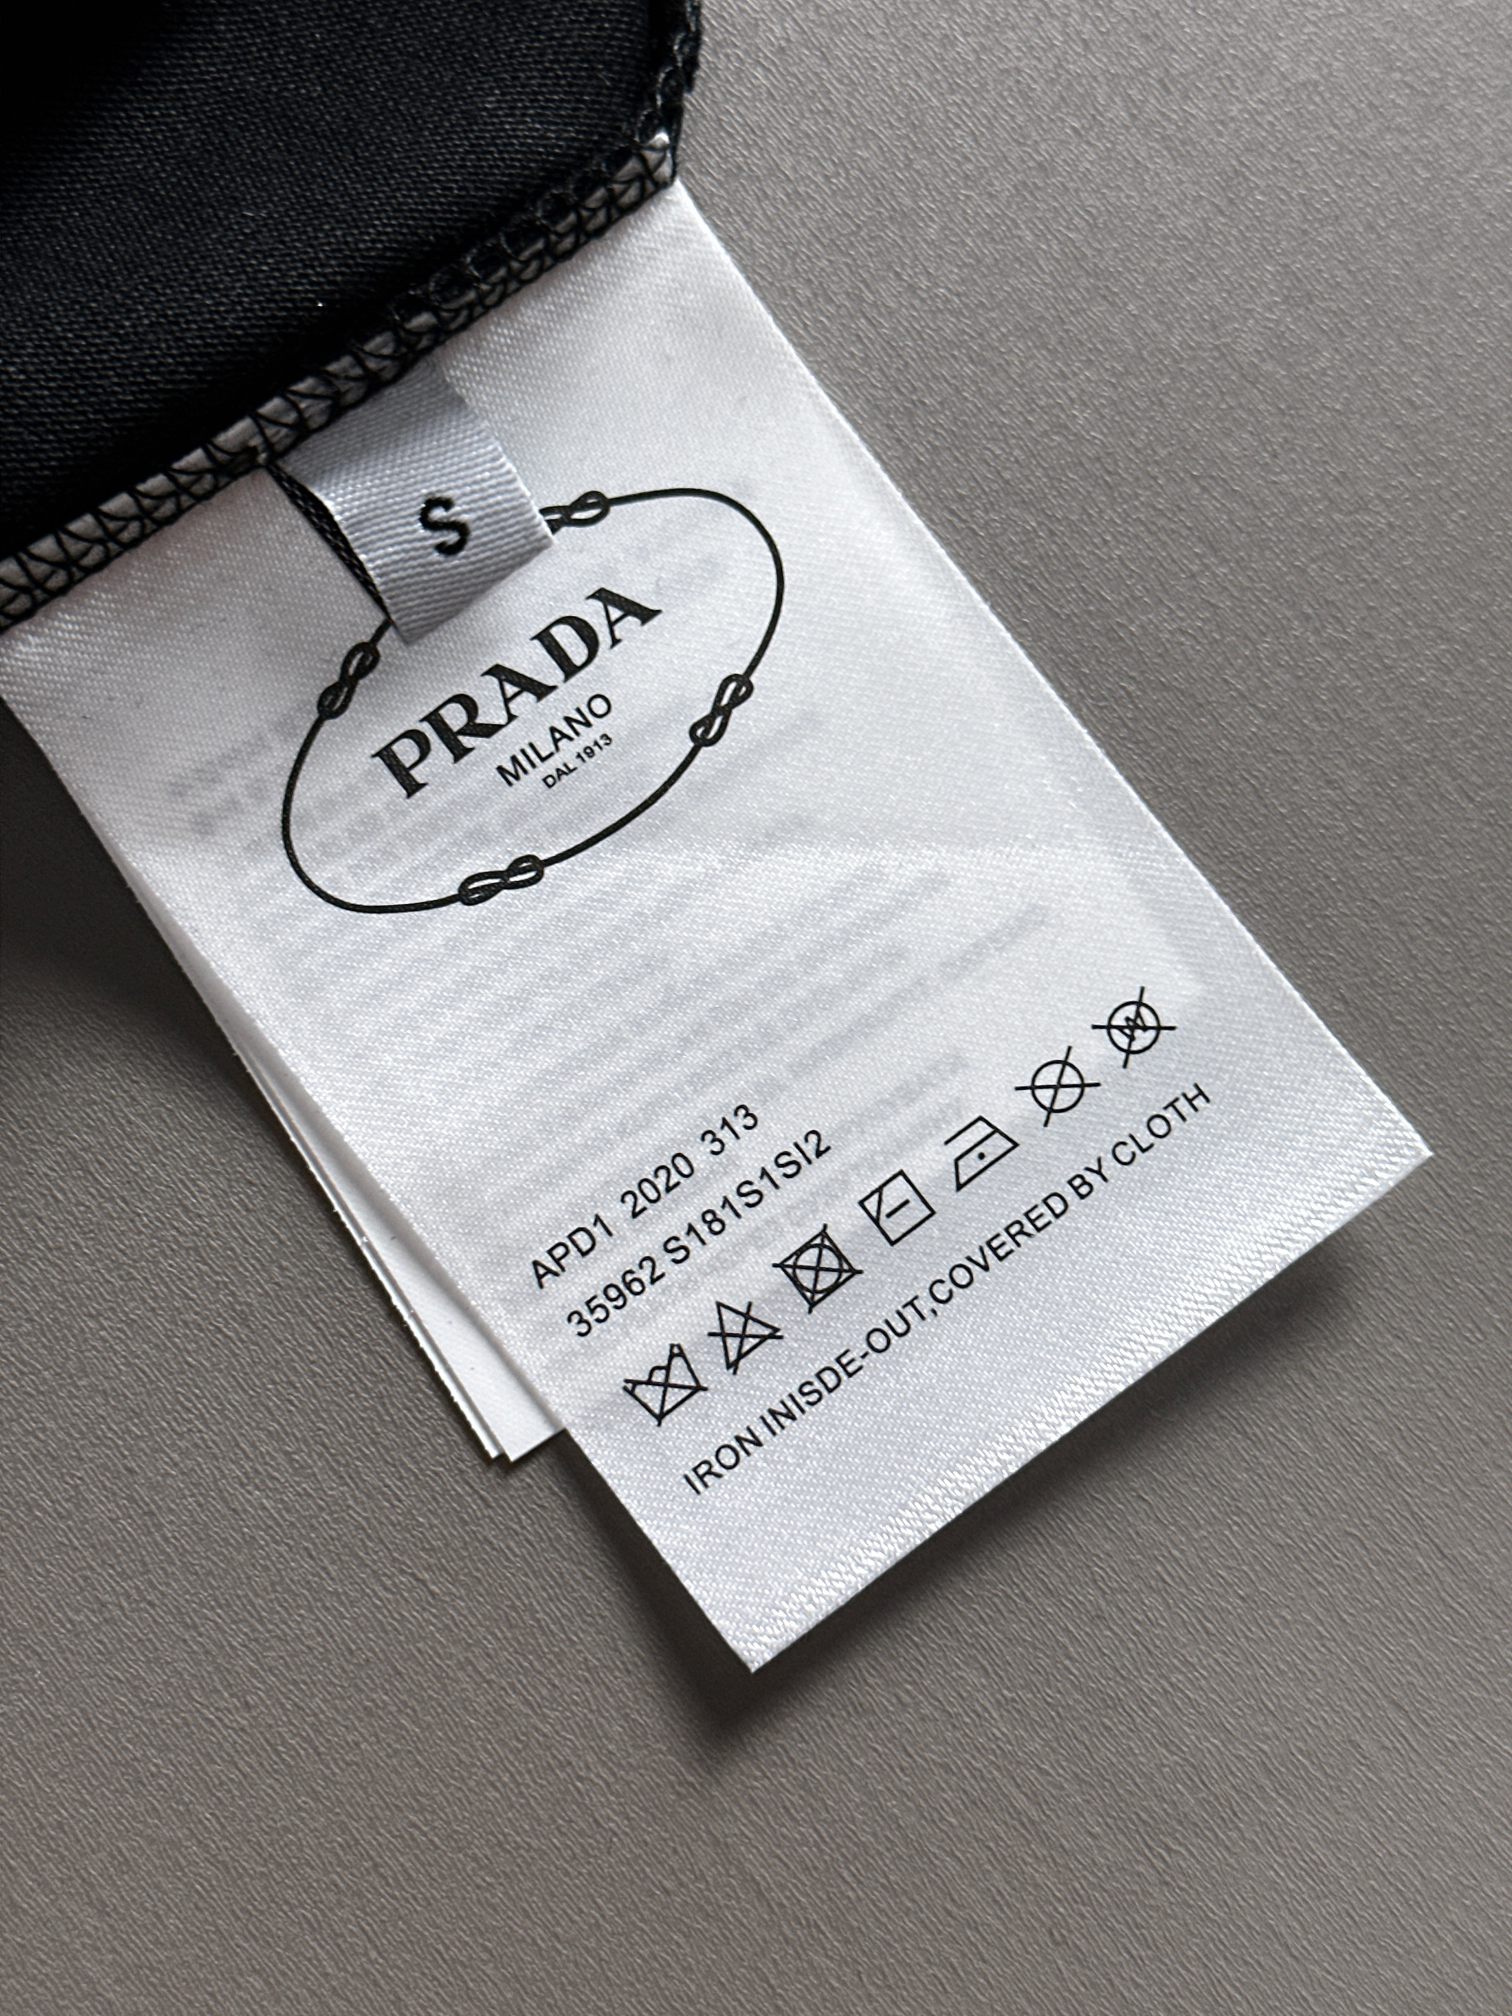 S
PRADA
MILANO
DAL 1913
APD1 2020 313
35962 S181S1SI2
W
IRON INISDE-OUT,COVERED BY CLOTH